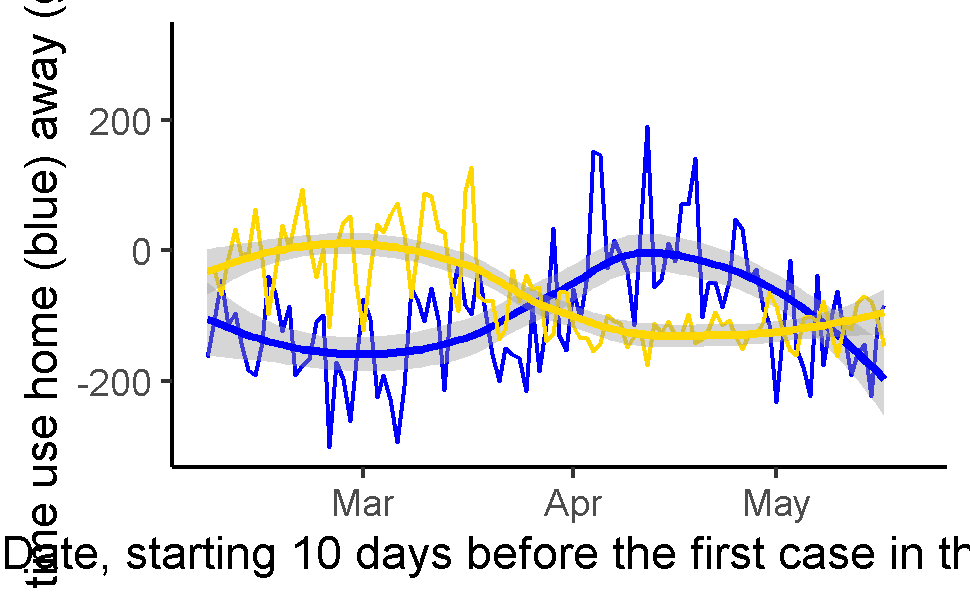 time use home (blue) away (
200
0
-200
Mar Apr May
Date, starting 10 days before the first case in th